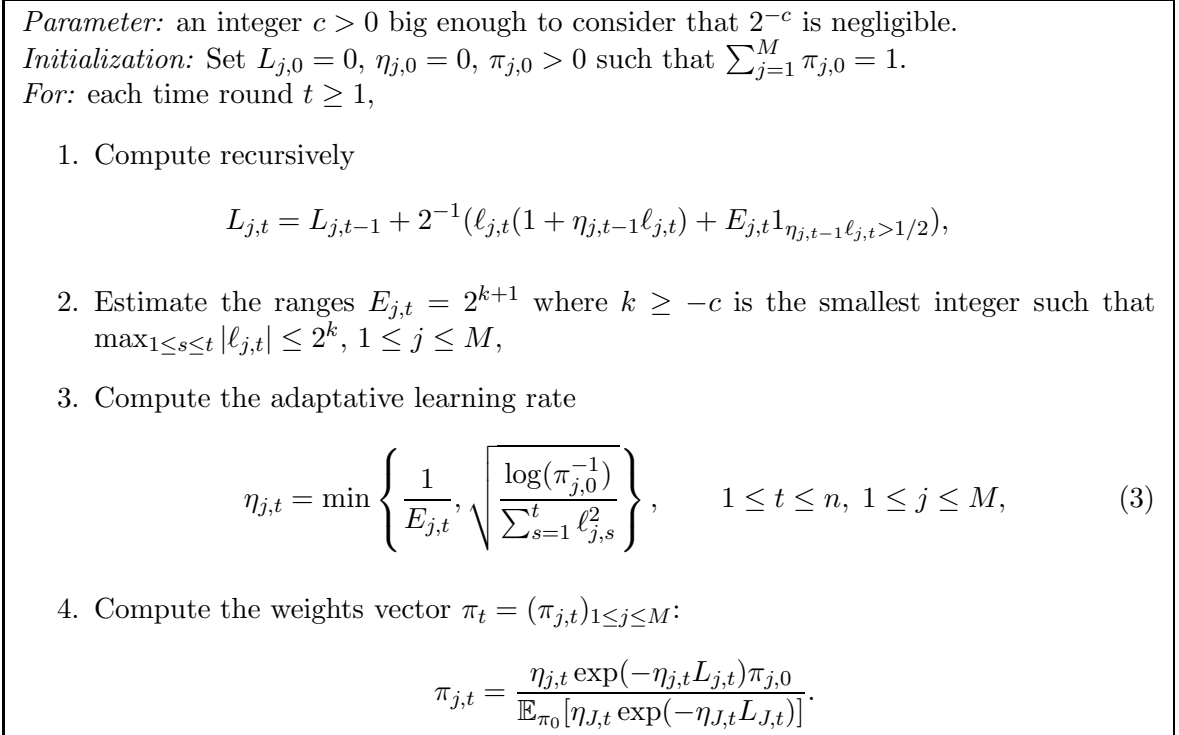 Parameter: an integer c > 0 big enough to consider that 2^{-c} is negligible.
Initialization: Set L_{j,0} = 0, η_{j,0} = 0, π_{j,0} > 0 such that ∑_{j=1}^{M} π_{j,0} = 1.
For: each time round t ≥ 1,
1. Compute recursively
L_{j,t} = L_{j,t−1} + 2^{−1}(ℓ_{j,t}(1 + η_{j,t−1}ℓ_{j,t}) + E_{j,t}1_{η_{j,t−1}ℓ_{j,t}>1/2}),
2. Estimate the ranges E_{j,t} = 2^{k+1} where k ≥ −c is the smallest integer such that
max_{1≤s≤t} |ℓ_{j,t}| ≤ 2^k, 1 ≤ j ≤ M,
3. Compute the adaptative learning rate
η_{j,t} = min { \frac{1}{E_{j,t}}, \sqrt{\frac{log(π_{j,0}^{−1})}{∑_{s=1}^{t} ℓ_{j,s}^2}} }, 1 ≤ t ≤ n, 1 ≤ j ≤ M, (3)
4. Compute the weights vector π_t = (π_{j,t})_{1≤j≤M}:
π_{j,t} = \frac{η_{j,t} exp(−η_{j,t}L_{j,t})π_{j,0}}{𝔼_{π_0}[η_{J,t} exp(−η_{J,t}L_{J,t})]}.